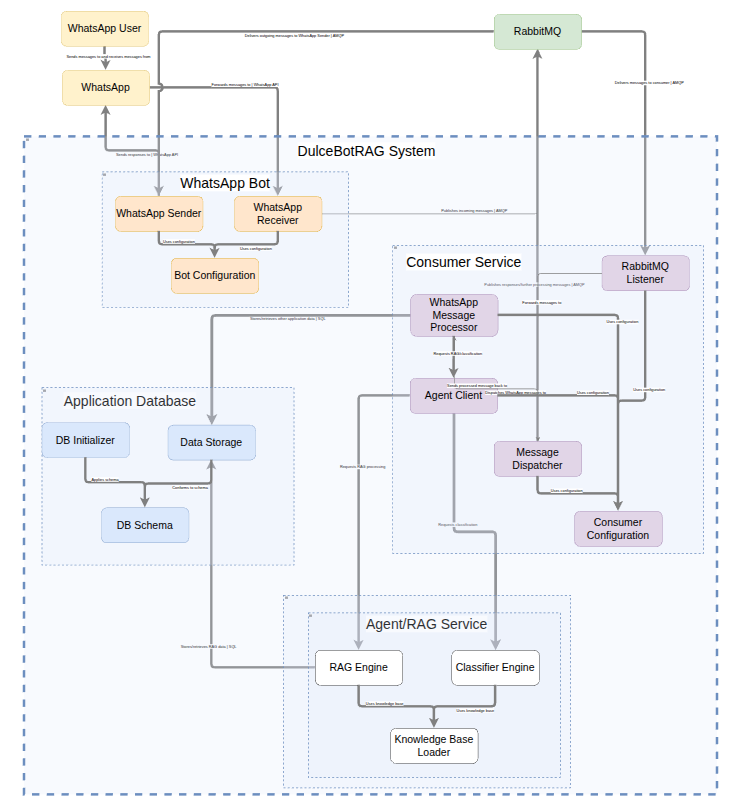 WhatsApp User
RabbitMQ
Delivers outgoing messages to WhatsApp Sender | AMQP
Sends messages to and receives messages from
WhatsApp
Forwards messages to | WhatsApp API
Delivers messages to consumer | AMQP
DulceBotRAG System
Sends responses to | WhatsApp API
WhatsApp Bot
WhatsApp Sender
WhatsApp
Receiver
Publishes incoming messages | AMQP
Uses configuration
Uses configuration
Bot Configuration
Consumer Service
RabbitMQ
Listener
Publishes responses/further processing messages | AMQP
WhatsApp
Message
Processor
Forwards messages to
Stores/retrieves other application data | SQL
Uses configuration
Requests RAG/classification
Sends processed message back to
Dispatches WhatsApp messages to
Uses configuration
Uses configuration
Agent Client
Application Database
DB Initializer
Data Storage
Message
Dispatcher
Requests RAG processing
Applies schema
Conforms to schema
Uses configuration
DB Schema
Consumer
Configuration
Requests classification
Agent/RAG Service
Stores/retrieves RAG data | SQL
RAG Engine
Classifier Engine
Uses knowledge base
Uses knowledge base
Knowledge Base
Loader